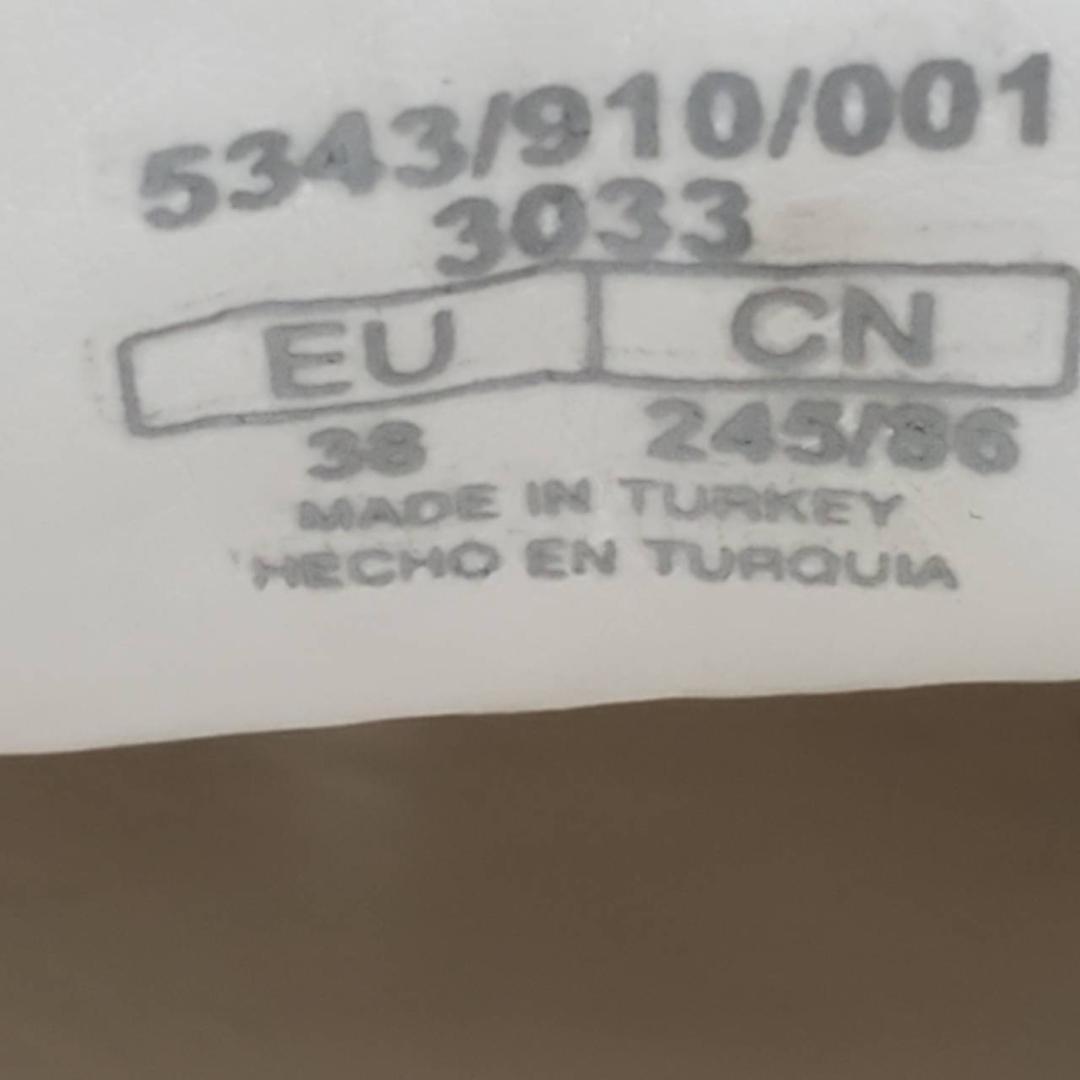 5343/910/001
3033
EU CN
38 245/86
MADE IN TURKEY
HECHO EN TURQUIA